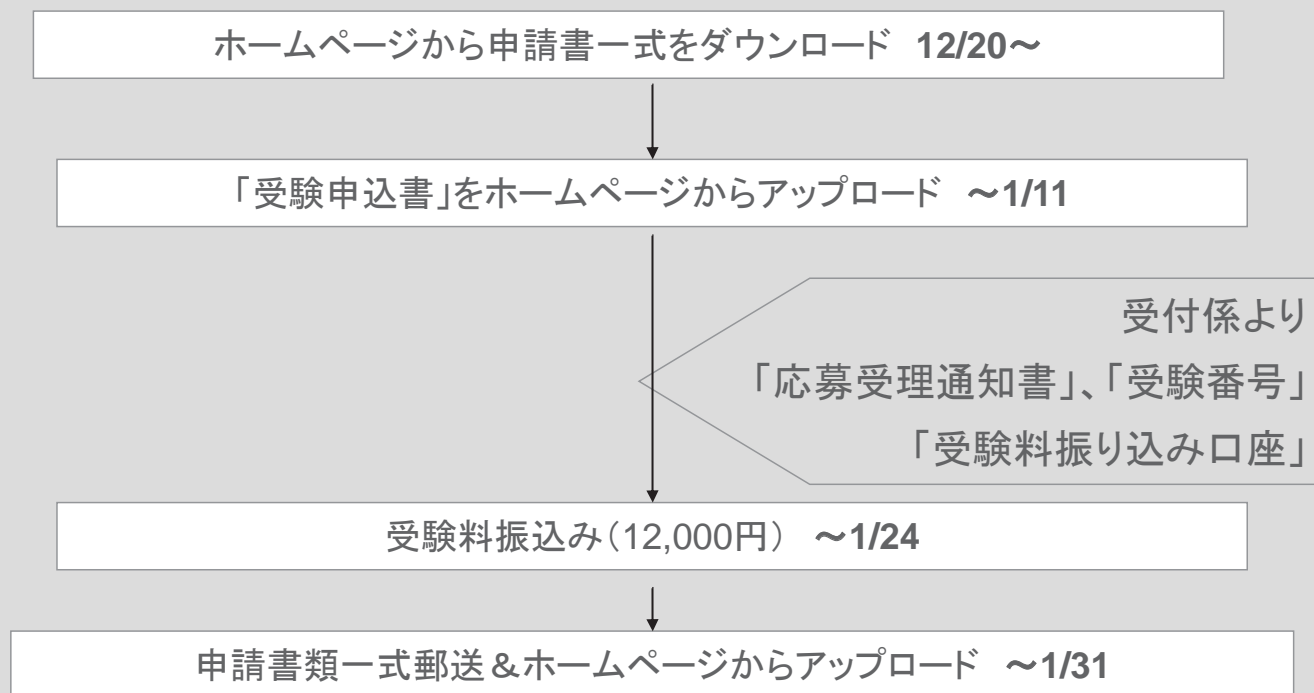 ホームページから申請書一式をダウンロード 12/20～
「受験申込書」をホームページからアップロード ～1/11
受付係より
「応募受理通知書」、「受験番号」
「受験料振り込み口座」
受験料振込み（12,000円） ～1/24
申請書類一式郵送＆ホームページからアップロード ～1/31